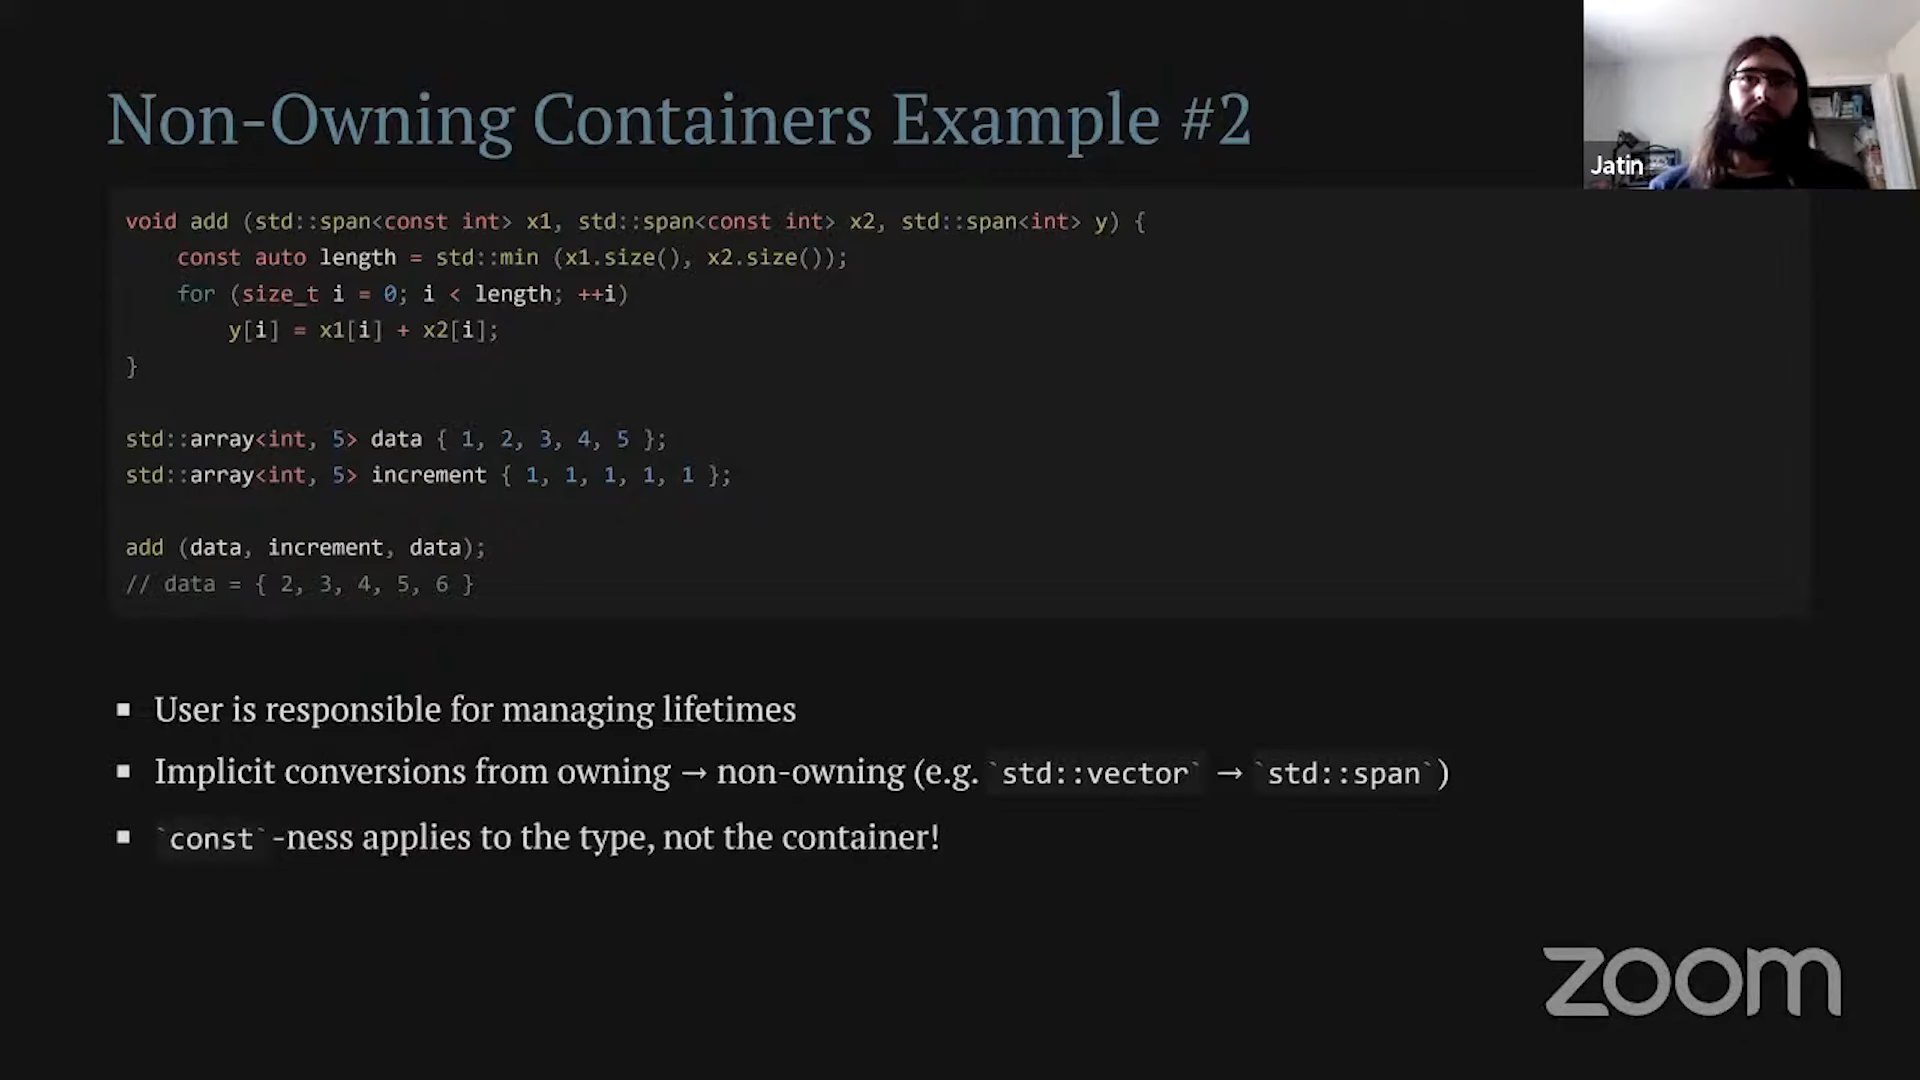 Non-Owning Containers Example #2
Jatin
void add (std::span<const int> x1, std::span<const int> x2, std::span<int> y) {
    const auto length = std::min (x1.size(), x2.size());
    for (size_t i = 0; i < length; ++i)
        y[i] = x1[i] + x2[i];
}
std::array<int, 5> data { 1, 2, 3, 4, 5 };
std::array<int, 5> increment { 1, 1, 1, 1, 1 };
add (data, increment, data);
// data = { 2, 3, 4, 5, 6 }
▪ User is responsible for managing lifetimes
▪ Implicit conversions from owning → non-owning (e.g. `std::vector` → `std::span`)
▪ `const`-ness applies to the type, not the container!
zoom